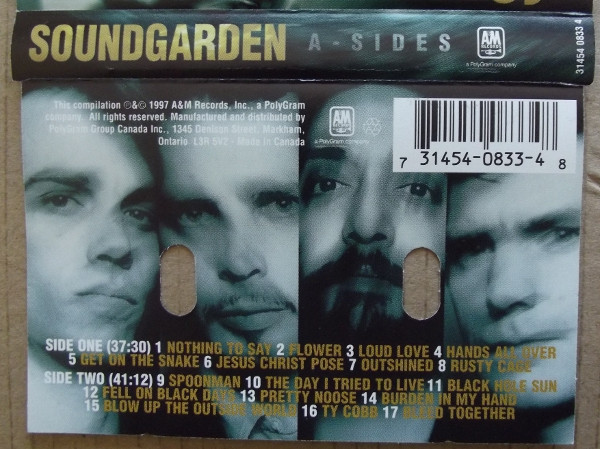 SOUNDGARDEN A-SIDES AM RECORDS a PolyGram company 31454 0833 4
This compilation ℗&© 1997 A&M Records, Inc., a PolyGram
company. All rights reserved. Manufactured and distributed by
PolyGram Group Canada Inc., 1345 Denison Street, Markham,
Ontario L3R 5V2 • Made in Canada
AM RECORDS
a PolyGram company
7 31454-0833-4 8
SIDE ONE (37:30) 1 NOTHING TO SAY 2 FLOWER 3 LOUD LOVE 4 HANDS ALL OVER
5 GET ON THE SNAKE 6 JESUS CHRIST POSE 7 OUTSHINED 8 RUSTY CAGE
SIDE TWO (41:12) 9 SPOONMAN 10 THE DAY I TRIED TO LIVE 11 BLACK HOLE SUN
12 FELL ON BLACK DAYS 13 PRETTY NOOSE 14 BURDEN IN MY HAND
15 BLOW UP THE OUTSIDE WORLD 16 TY COBB 17 BLEED TOGETHER